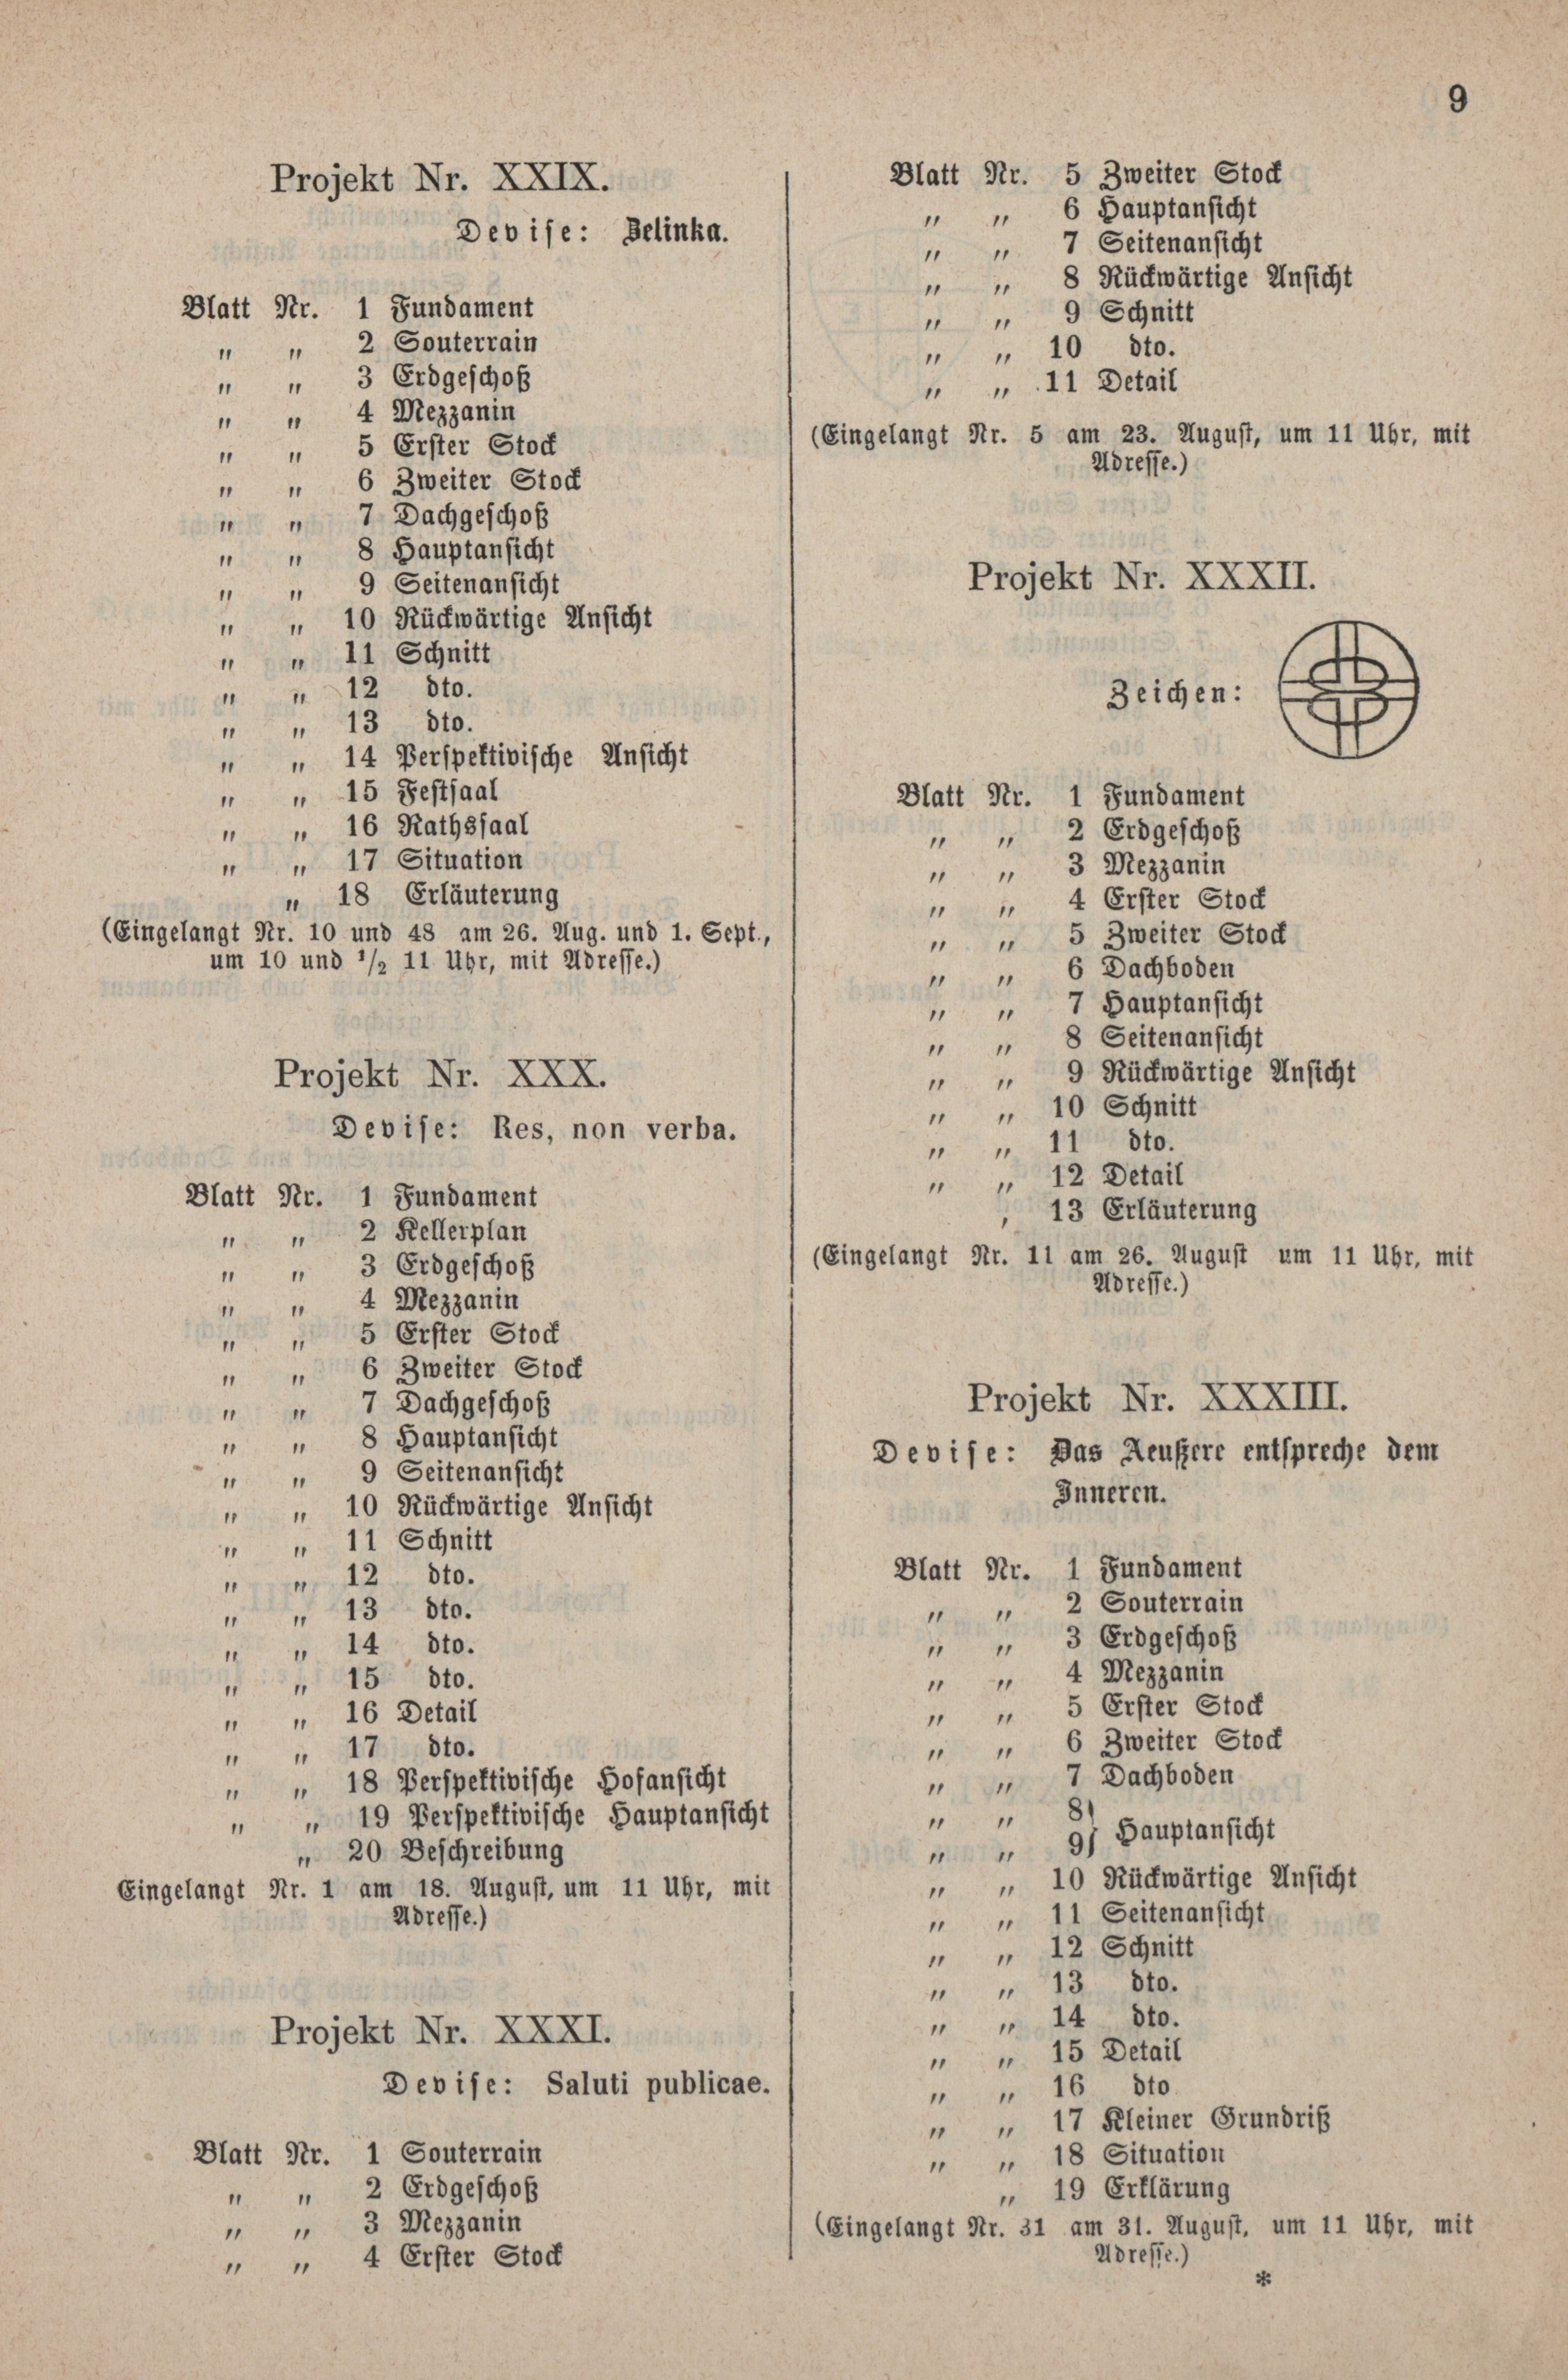 9
Projekt Nr. XXIX.
Devise: Zelinka.
Blatt Nr. 1 Fundament
„ „ 2 Souterrain
„ „ 3 Erdgeschoß
„ „ 4 Mezzanin
„ „ 5 Erster Stock
„ „ 6 Zweiter Stock
„ „ 7 Dachgeschoß
„ „ 8 Hauptansicht
„ „ 9 Seitenansicht
„ „ 10 Rückwärtige Ansicht
„ „ 11 Schnitt
„ „ 12 dto.
„ „ 13 dto.
„ „ 14 Perspektivische Ansicht
„ „ 15 Festsaal
„ „ 16 Rathssaal
„ „ 17 Situation
„ 18 Erläuterung
(Eingelangt Nr. 10 und 48 am 26. Aug. und 1. Sept.,
um 10 und 1/2 11 Uhr, mit Adresse.)
Projekt Nr. XXX.
Devise: Res, non verba.
Blatt Nr. 1 Fundament
„ „ 2 Kellerplan
„ „ 3 Erdgeschoß
„ „ 4 Mezzanin
„ „ 5 Erster Stock
„ „ 6 Zweiter Stock
„ „ 7 Dachgeschoß
„ „ 8 Hauptansicht
„ „ 9 Seitenansicht
„ „ 10 Rückwärtige Ansicht
„ „ 11 Schnitt
„ „ 12 dto.
„ „ 13 dto.
„ „ 14 dto.
„ „ 15 dto.
„ „ 16 Detail
„ „ 17 dto.
„ „ 18 Perspektivische Hofansicht
„ „ 19 Perspektivische Hauptansicht
„ 20 Beschreibung
Eingelangt Nr. 1 am 18. August, um 11 Uhr, mit
Adresse.)
Projekt Nr. XXXI.
Devise: Saluti publicae.
Blatt Nr. 1 Souterrain
„ „ 2 Erdgeschoß
„ „ 3 Mezzanin
„ „ 4 Erster Stock
Blatt Nr. 5 Zweiter Stock
„ „ 6 Hauptansicht
„ „ 7 Seitenansicht
„ „ 8 Rückwärtige Ansicht
„ „ 9 Schnitt
„ „ 10 dto.
„ „ 11 Detail
(Eingelangt Nr. 5 am 23. August, um 11 Uhr, mit
Adresse.)
Projekt Nr. XXXII.
Zeichen:
Blatt Nr. 1 Fundament
„ „ 2 Erdgeschoß
„ „ 3 Mezzanin
„ „ 4 Erster Stock
„ „ 5 Zweiter Stock
„ „ 6 Dachboden
„ „ 7 Hauptansicht
„ „ 8 Seitenansicht
„ „ 9 Rückwärtige Ansicht
„ „ 10 Schnitt
„ „ 11 dto.
„ „ 12 Detail
, 13 Erläuterung
(Eingelangt Nr. 11 am 26. August um 11 Uhr, mit
Adresse.)
Projekt Nr. XXXIII.
Devise: Das Aeußere entspreche dem
Inneren.
Blatt Nr. 1 Fundament
„ „ 2 Souterrain
„ „ 3 Erdgeschoß
„ „ 4 Mezzanin
„ „ 5 Erster Stock
„ „ 6 Zweiter Stock
„ „ 7 Dachboden
„ „ 8}
„ „ 9} Hauptansicht
„ „ 10 Rückwärtige Ansicht
„ „ 11 Seitenansicht
„ „ 12 Schnitt
„ „ 13 dto.
„ „ 14 dto.
„ „ 15 Detail
„ „ 16 dto
„ „ 17 Kleiner Grundriß
„ „ 18 Situation
„ 19 Erklärung
(Eingelangt Nr. 31 am 31. August, um 11 Uhr, mit
Adresse.)
*